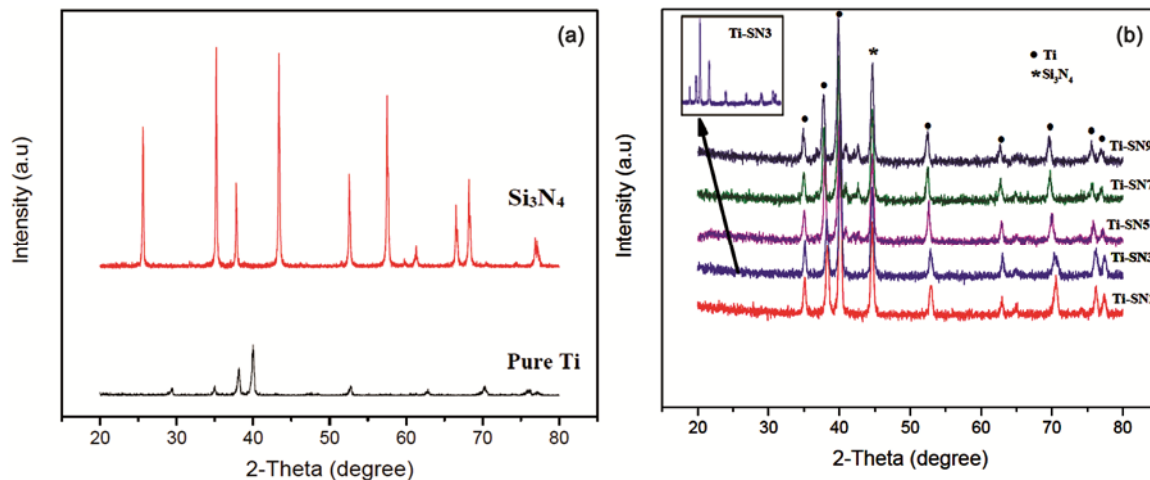 (a)
Intensity (a.u)
Si₃N₄
Pure Ti
20 30 40 50 60 70 80
2-Theta (degree)
(b)
Ti-SN3
● Ti
* Si₃N₄
Intensity (a.u)
*
Ti-SN9
Ti-SN7
Ti-SN5
Ti-SN3
20 30 40 50 60 70 80
2-Theta (degree)